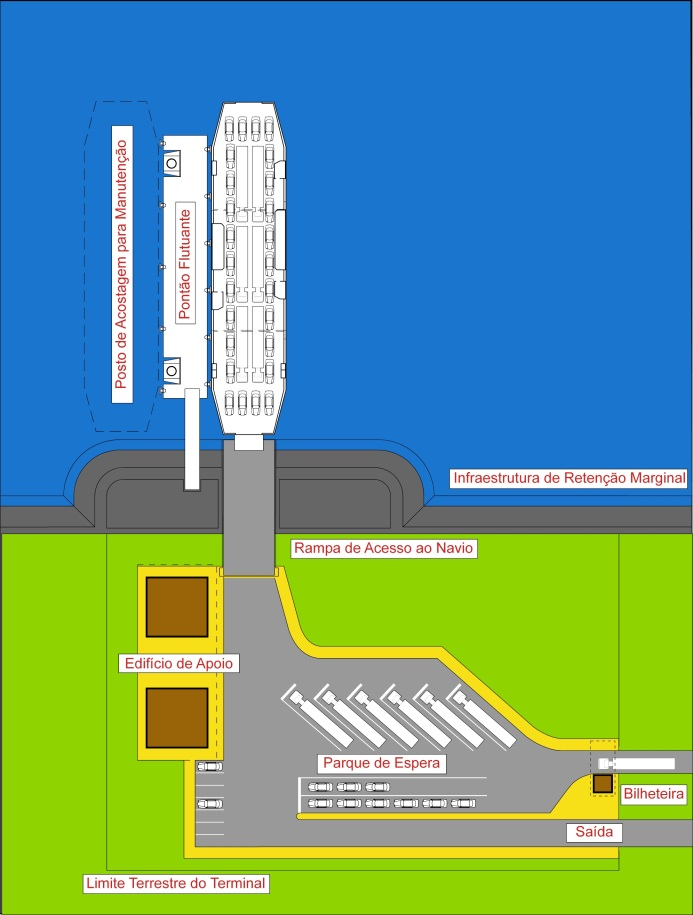 Posto de Acostagem para Manutenção
Pontão Flutuante
Infraestrutura de Retenção Marginal
Rampa de Acesso ao Navio
Edifício de Apoio
Parque de Espera
Bilheteira
Saída
Limite Terrestre do Terminal